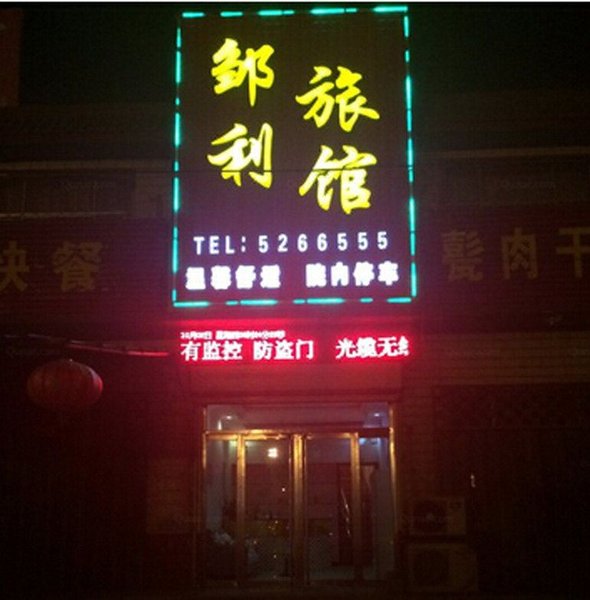 邹利
旅馆
TEL:5266555
温馨舒适 院内停车
有监控 防盗门 光缆无线
快餐
肉干